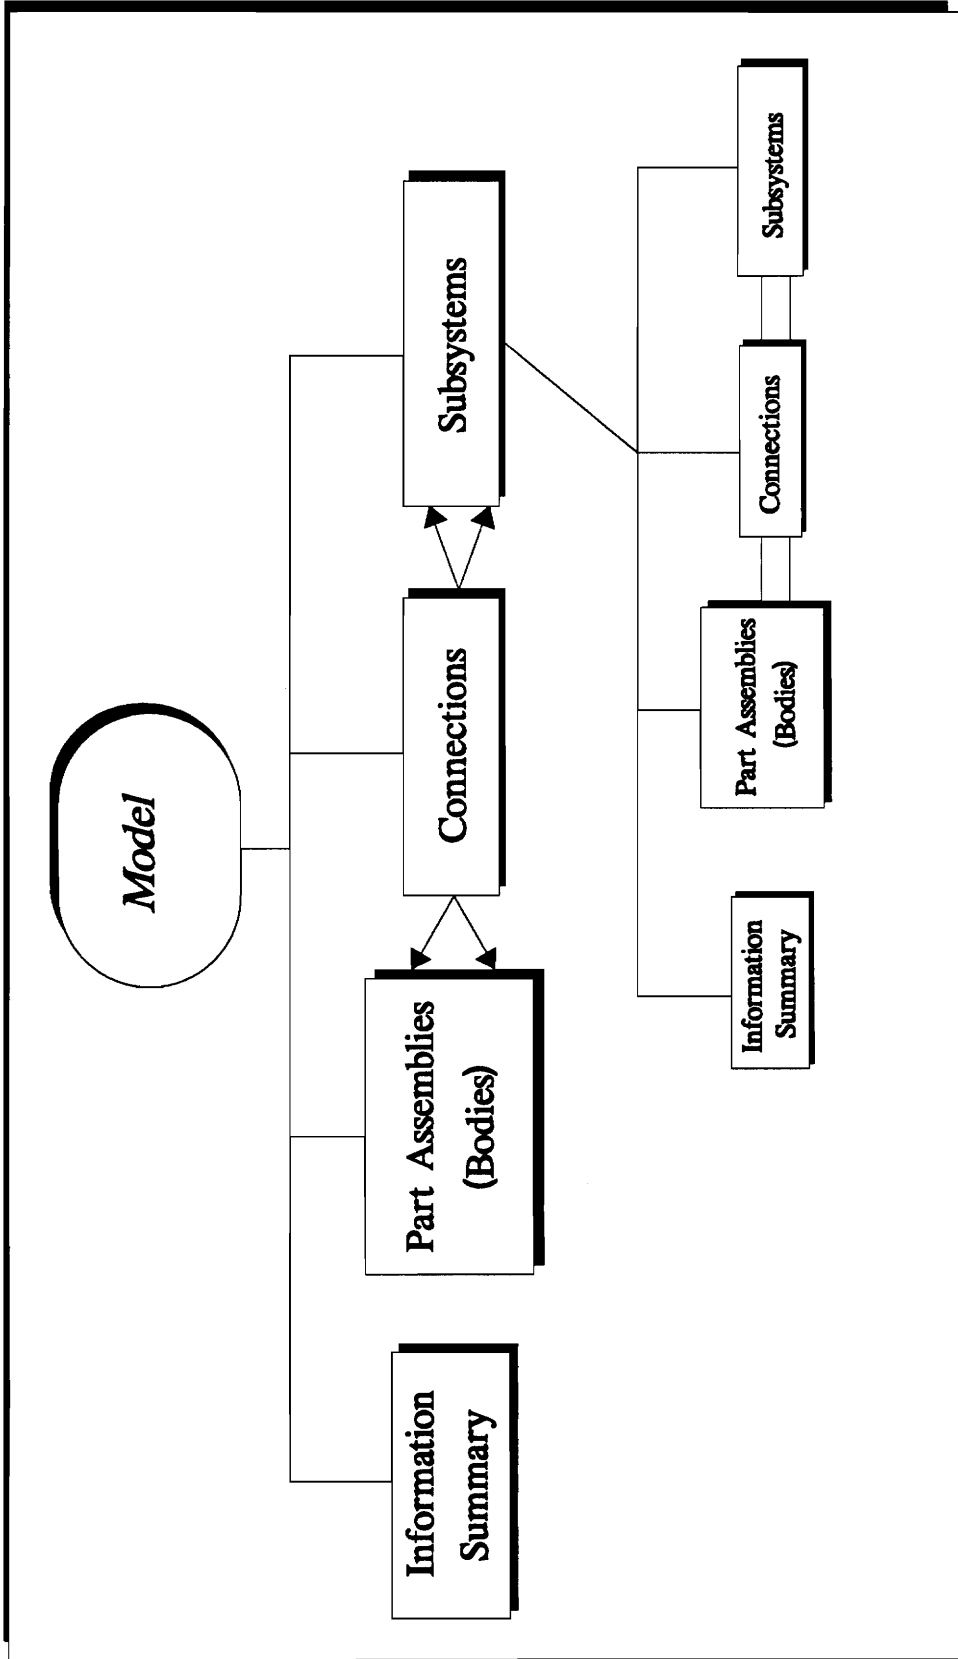 Model
Information
Summary
Part Assemblies
(Bodies)
Connections
Subsystems
Information
Summary
Part Assemblies
(Bodies)
Connections
Subsystems